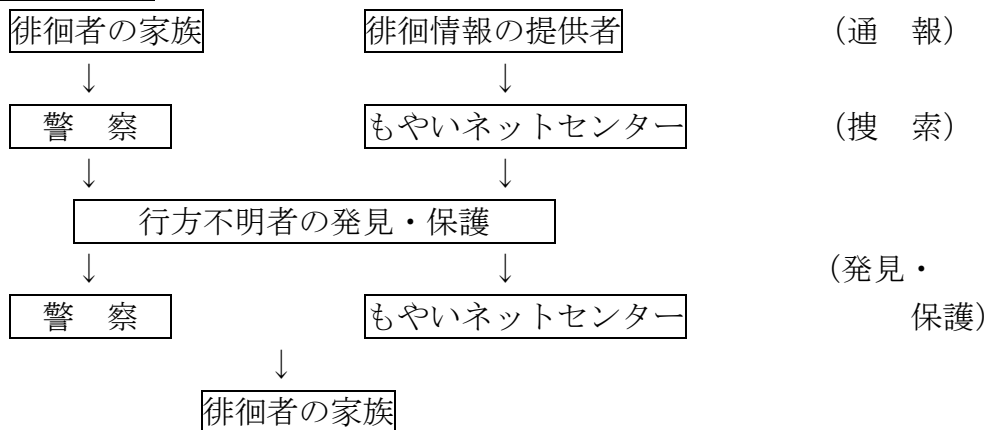 徘徊者の家族 徘徊情報の提供者 (通 報)
↓ ↓
警 察 もやいネットセンター (捜 索)
↓ ↓
行方不明者の発見・保護
↓ ↓ (発見・
警 察 もやいネットセンター 保護)
↓
徘徊者の家族